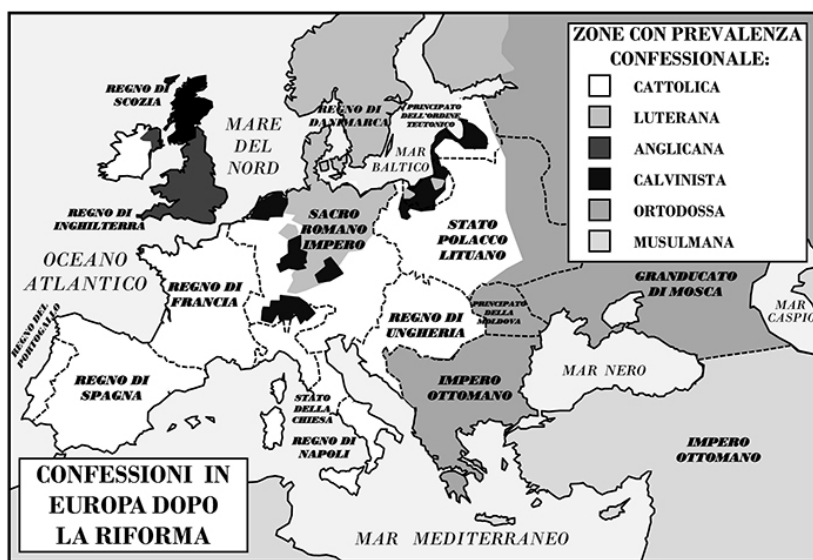 ZONE CON PREVALENZA
CONFESSIONALE:
CATTOLICA
LUTERANA
ANGLICANA
CALVINISTA
ORTODOSSA
MUSULMANA
REGNO DI
SCOZIA
MARE
DEL
NORD
REGNO DI
DANIMARCA
PRINCIPATO
DELL'ORDINE
TEUTONICO
MAR
BALTICO
REGNO DI
INGHILTERRA
SACRO
ROMANO
IMPERO
STATO
POLACCO
LITUANO
OCEANO
ATLANTICO
REGNO DI
FRANCIA
REGNO DI
UNGHERIA
PRINCIPATO
DELLA
MOLDOVA
GRANDUCATO
DI MOSCA
MAR
CASPIO
REGNO DEL
PORTOGALLO
REGNO DI
SPAGNA
STATO
DELLA
CHIESA
REGNO DI
NAPOLI
IMPERO
OTTOMANO
MAR NERO
IMPERO
OTTOMANO
CONFESSIONI IN
EUROPA DOPO
LA RIFORMA
MAR MEDITERRANEO